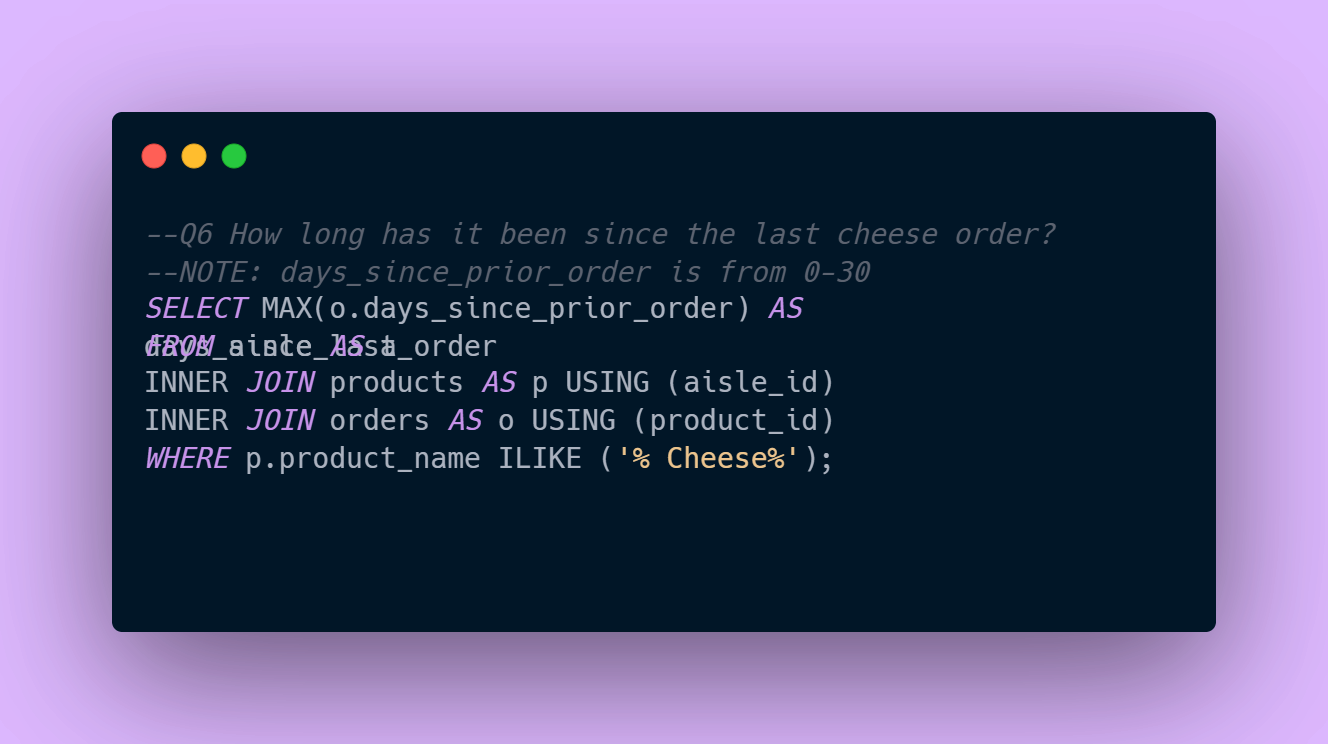 --Q6 How long has it been since the last cheese order?
--NOTE: days_since_prior_order is from 0-30
SELECT MAX(o.days_since_prior_order) AS
days_since_last_order
FROM aisle AS a
INNER JOIN products AS p USING (aisle_id)
INNER JOIN orders AS o USING (product_id)
WHERE p.product_name ILIKE ('% Cheese%');